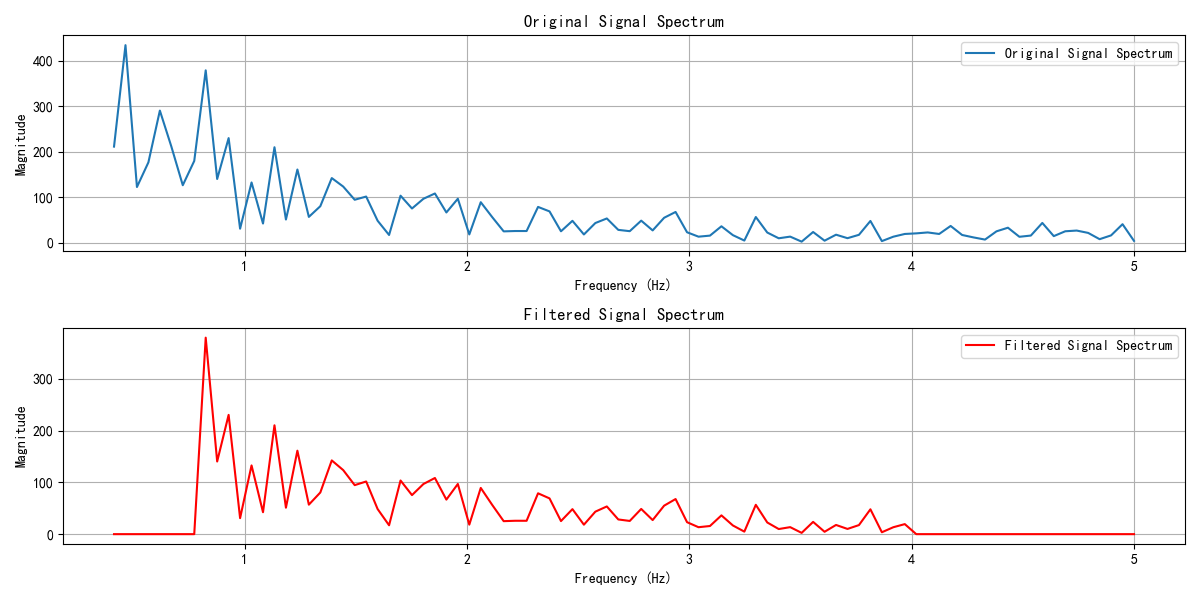 Original Signal Spectrum
Original Signal Spectrum
400
300
200
100
0
Magnitude
1 2 3 4 5
Frequency (Hz)
Filtered Signal Spectrum
Filtered Signal Spectrum
300
200
100
0
Magnitude
1 2 3 4 5
Frequency (Hz)